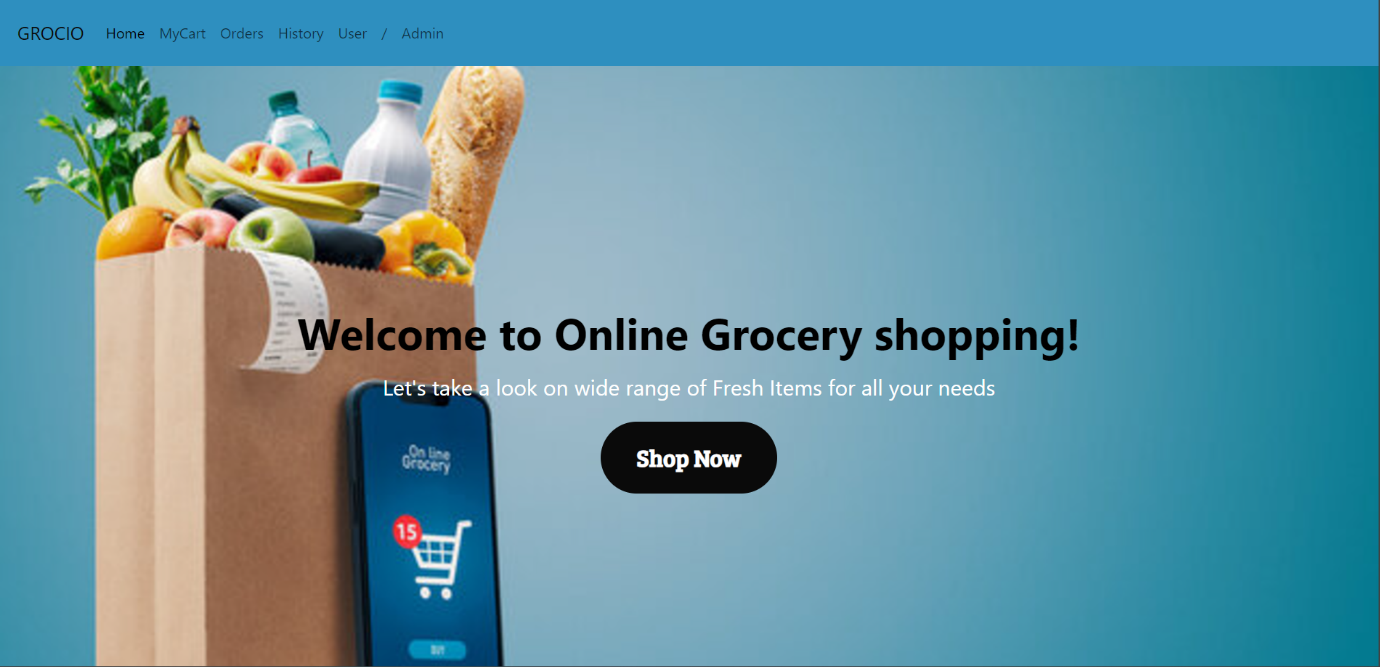 GROCIO Home MyCart Orders History User / Admin
Welcome to Online Grocery shopping!
Let's take a look on wide range of Fresh Items for all your needs
Shop Now
On line
Grocery
15
BUY